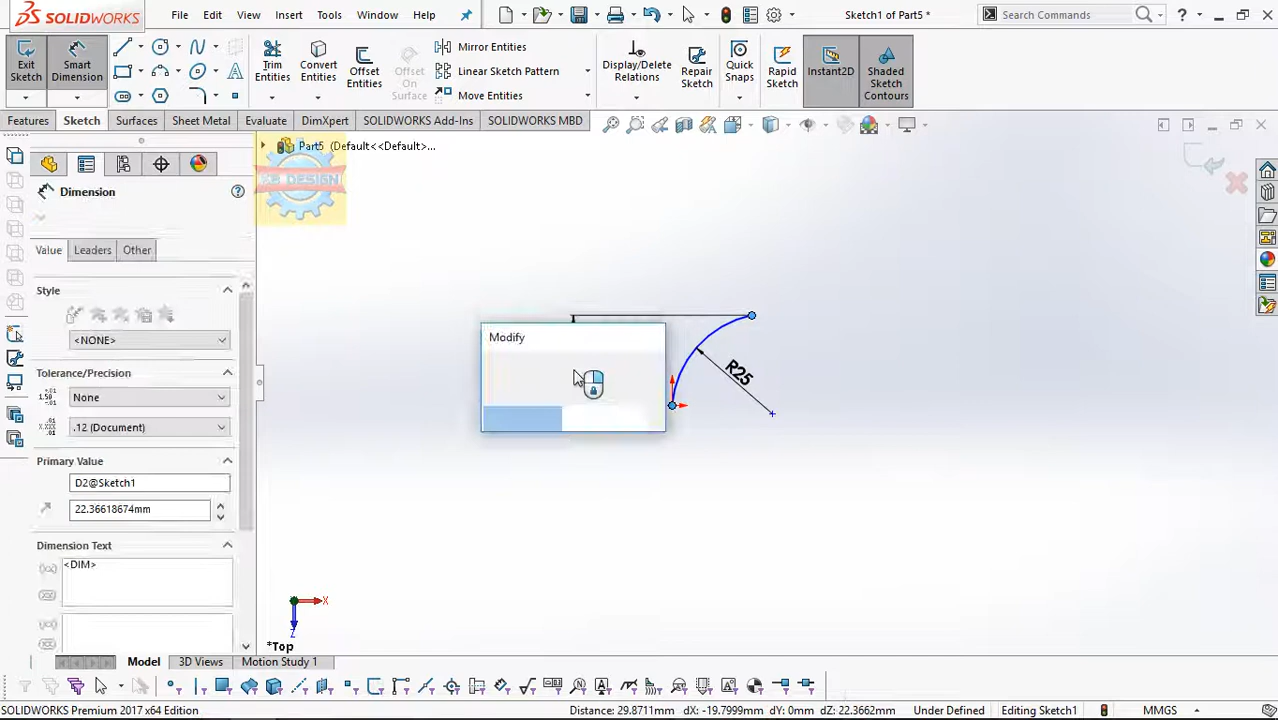 SOLIDWORKS
File Edit View Insert Tools Window Help
Sketch1 of Part5 *
Search Commands
Exit Sketch
Smart Dimension
Trim Entities
Convert Entities
Offset Entities
Offset On Surface
Mirror Entities
Linear Sketch Pattern
Move Entities
Display/Delete Relations
Repair Sketch
Quick Snaps
Rapid Sketch
Instant2D
Shaded Sketch Contours
Features Sketch Surfaces Sheet Metal Evaluate DimXpert SOLIDWORKS Add-Ins SOLIDWORKS MBD
Part5 (Default<<Default>...
Dimension
Value Leaders Other
Style
<NONE>
Tolerance/Precision
None
.12 (Document)
Primary Value
D2@Sketch1
22.36618674mm
Dimension Text
<DIM>
Modify
R25
X
Z
*Top
Model 3D Views Motion Study 1
SOLIDWORKS Premium 2017 x64 Edition
Distance: 29.8711mm dX: -19.7999mm dY: 0mm dZ: 22.3662mm Under Defined Editing Sketch1 MMGS